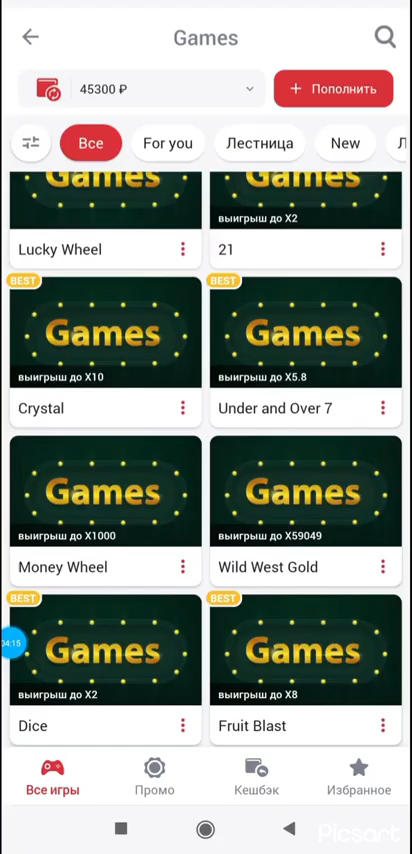 Games
45300 ₽
+ Пополнить
Все
For you
Лестница
New
Games
Games
выигрыш до X2
Lucky Wheel
21
BEST
BEST
Games
Games
выигрыш до X10
выигрыш до X5.8
Crystal
Under and Over 7
Games
Games
выигрыш до X1000
выигрыш до X59049
Money Wheel
Wild West Gold
BEST
BEST
04:15
Games
Games
выигрыш до X2
выигрыш до X8
Dice
Fruit Blast
Все игры
Промо
Кешбэк
Избранное
Picsart